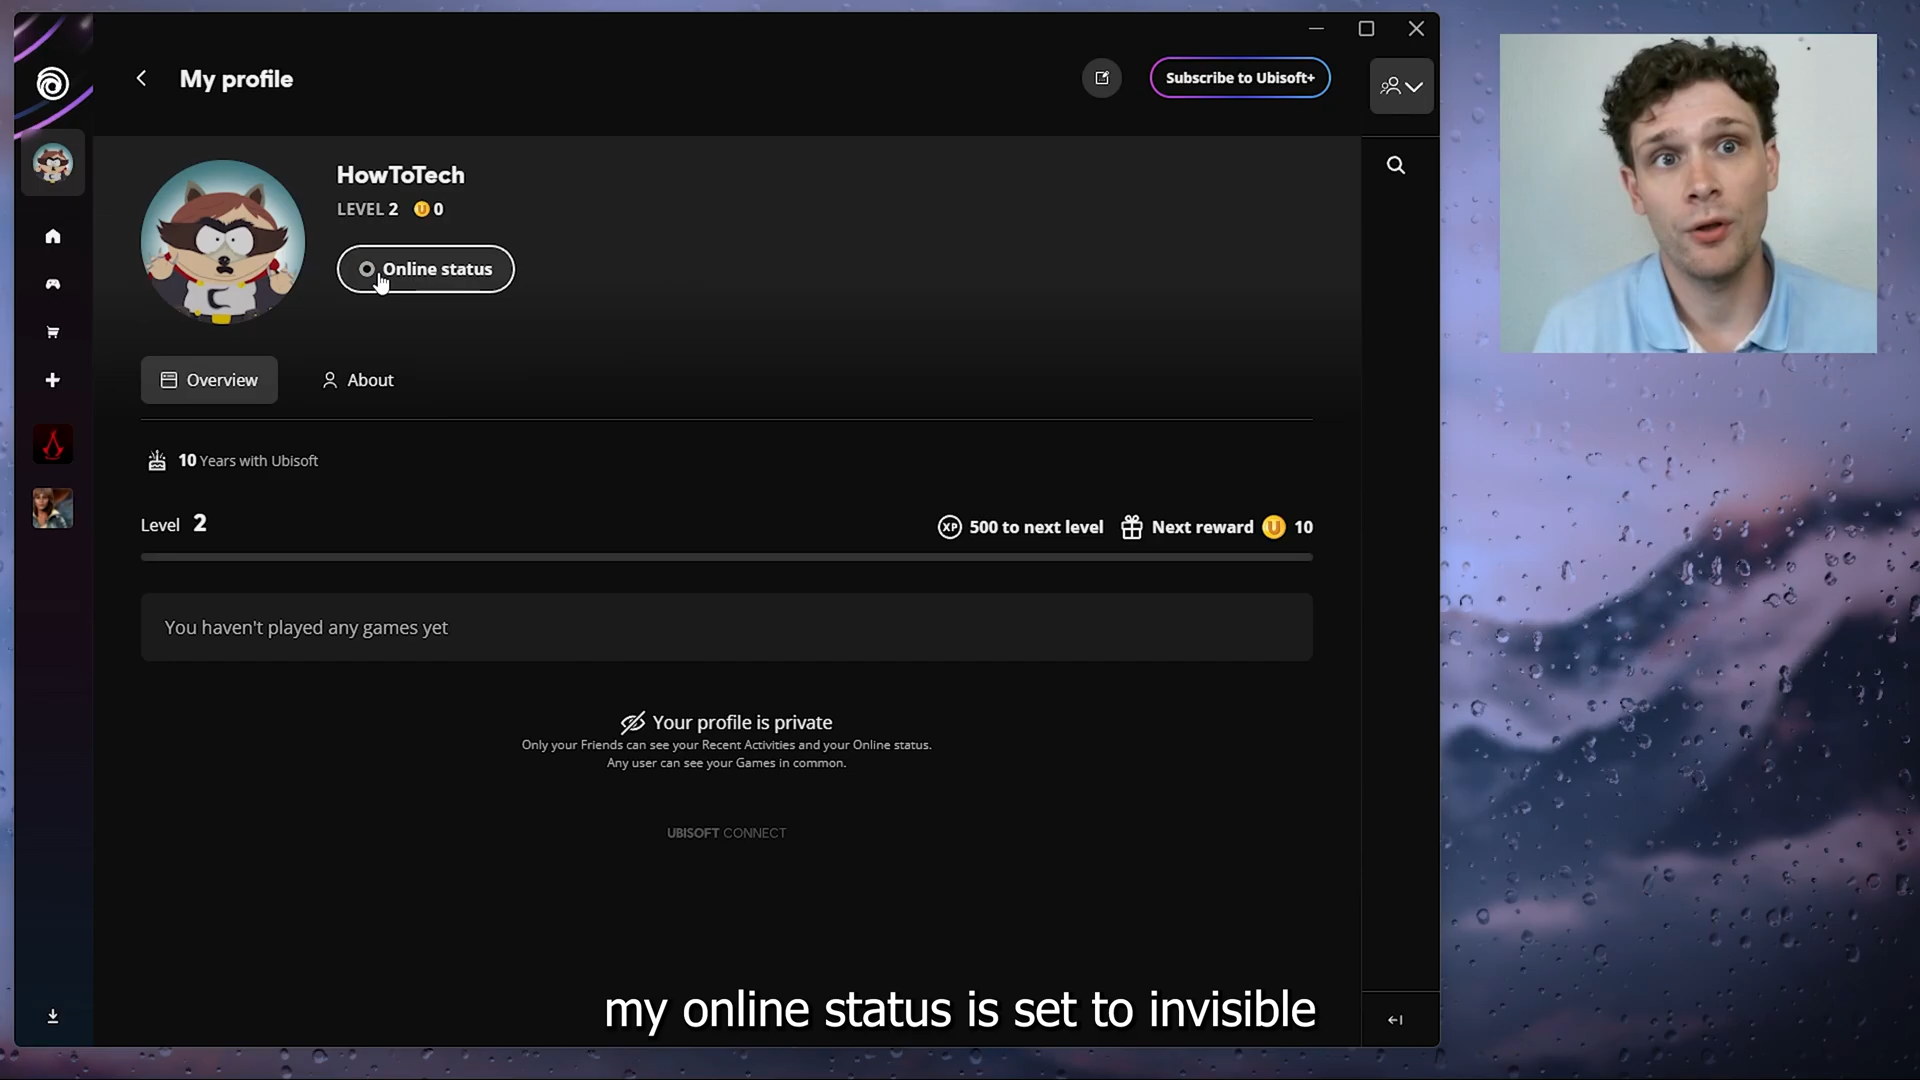 My profile
Subscribe to Ubisoft+
HowToTech
LEVEL 2 0
Online status
Overview
About
10 Years with Ubisoft
Level 2
XP 500 to next level
Next reward 10
You haven't played any games yet
Your profile is private
Only your Friends can see your Recent Activities and your Online status.
Any user can see your Games in common.
UBISOFT CONNECT
my online status is set to invisible